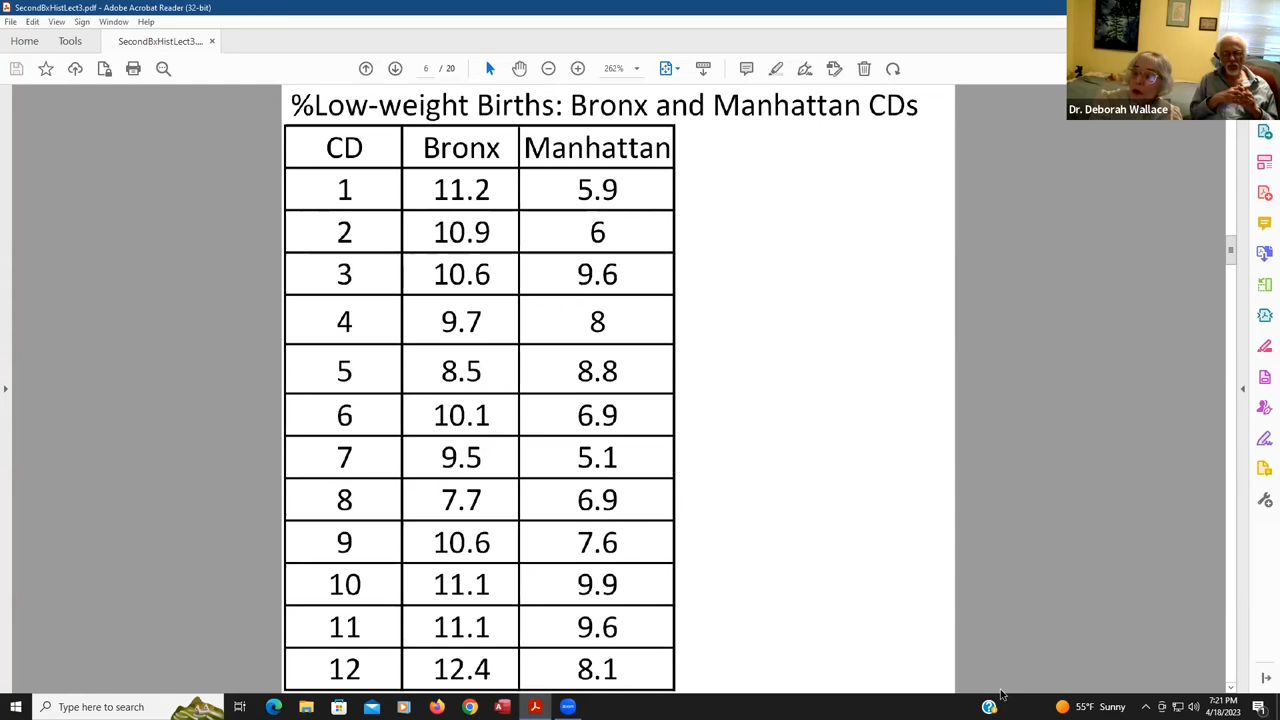 SecondBxHistLect3.pdf - Adobe Acrobat Reader (32-bit)
File Edit View Sign Window Help
Home Tools SecondBxHistLect3.... ×
6 20 262%
Dr. Deborah Wallace
%Low-weight Births: Bronx and Manhattan CDs
CD Bronx Manhattan
1 11.2 5.9
2 10.9 6
3 10.6 9.6
4 9.7 8
5 8.5 8.8
6 10.1 6.9
7 9.5 5.1
8 7.7 6.9
9 10.6 7.6
10 11.1 9.9
11 11.1 9.6
12 12.4 8.1
Type here to search
55°F Sunny
7:21 PM
4/18/2023